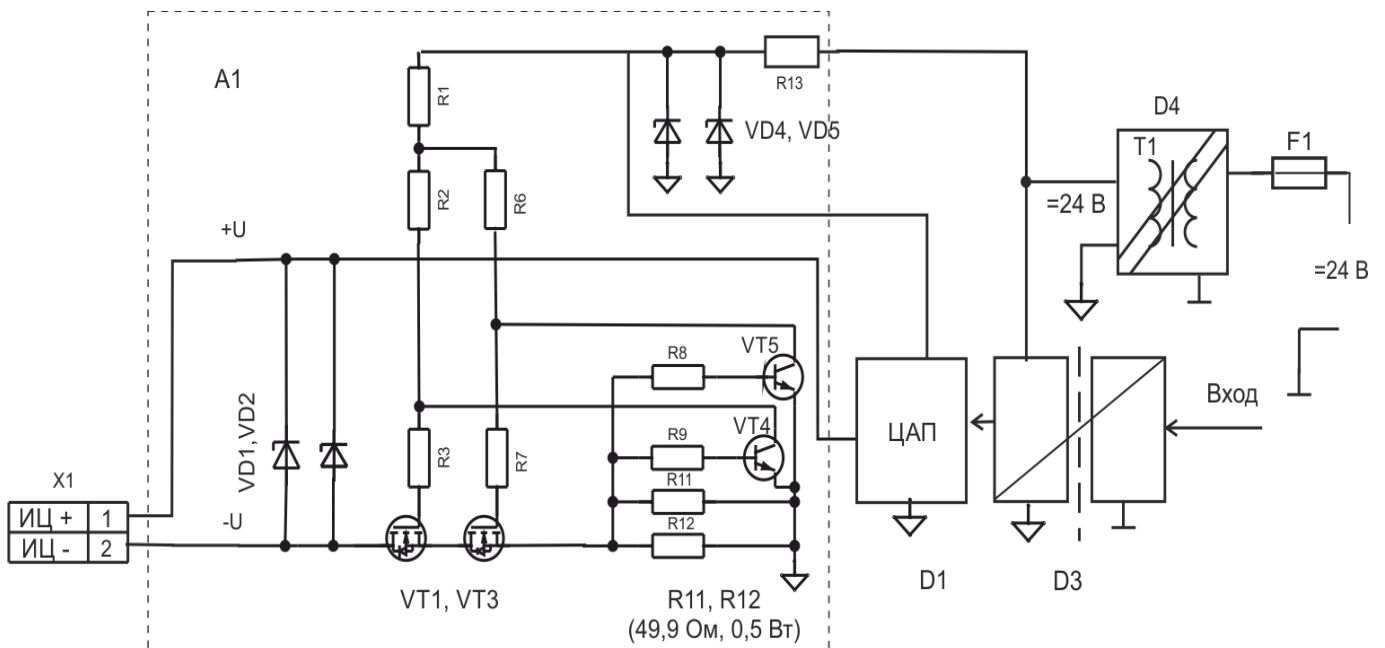 A1
R1
R13
VD4, VD5
D4
T1
F1
R2
R6
=24 В
+U
=24 В
R8
VT5
VD1,VD2
R3
R7
R9
VT4
ЦАП
Вход
X1
R11
ИЦ + 1
-U
R12
ИЦ - 2
D1
D3
VT1, VT3
R11, R12
(49,9 Ом, 0,5 Вт)